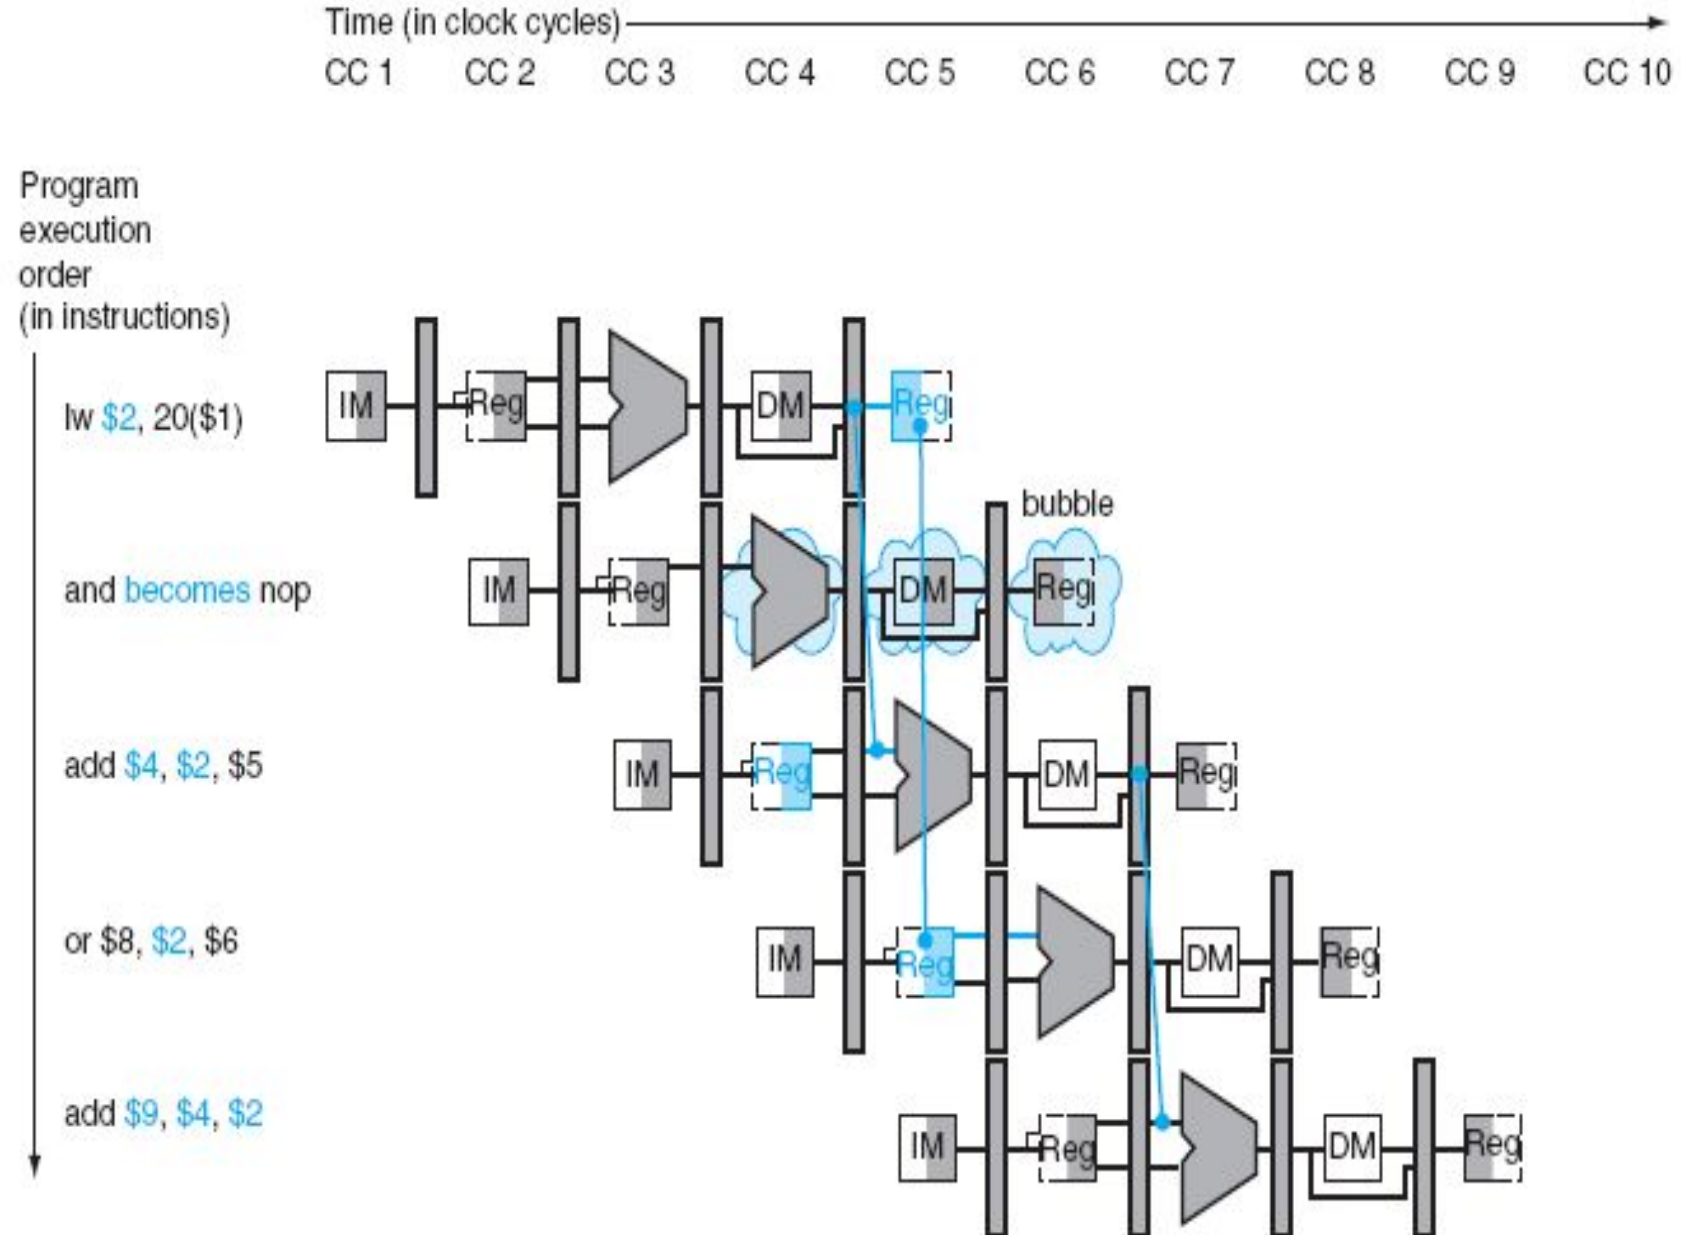 Time (in clock cycles)
CC 1 CC 2 CC 3 CC 4 CC 5 CC 6 CC 7 CC 8 CC 9 CC 10
Program
execution
order
(in instructions)
lw $2, 20($1)
IM Reg DM Reg
bubble
and becomes nop
IM Reg DM Reg
add $4, $2, $5
IM Reg DM Reg
or $8, $2, $6
IM Reg DM Reg
add $9, $4, $2
IM Reg DM Reg